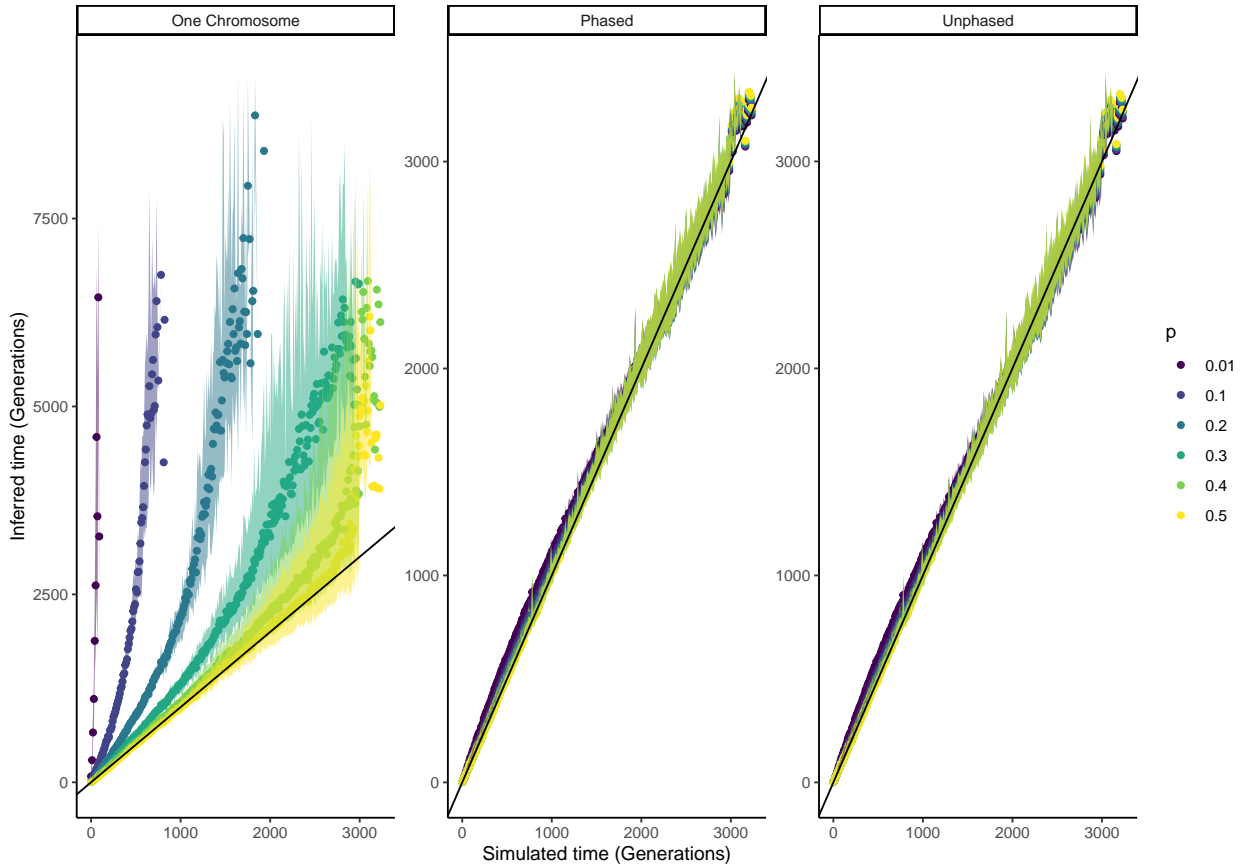 One Chromosome
Phased
Unphased
Inferred time (Generations)
7500
5000
2500
0
3000
2000
1000
0
3000
2000
1000
0
0 1000 2000 3000
0 1000 2000 3000
0 1000 2000 3000
Simulated time (Generations)
p
0.01
0.1
0.2
0.3
0.4
0.5